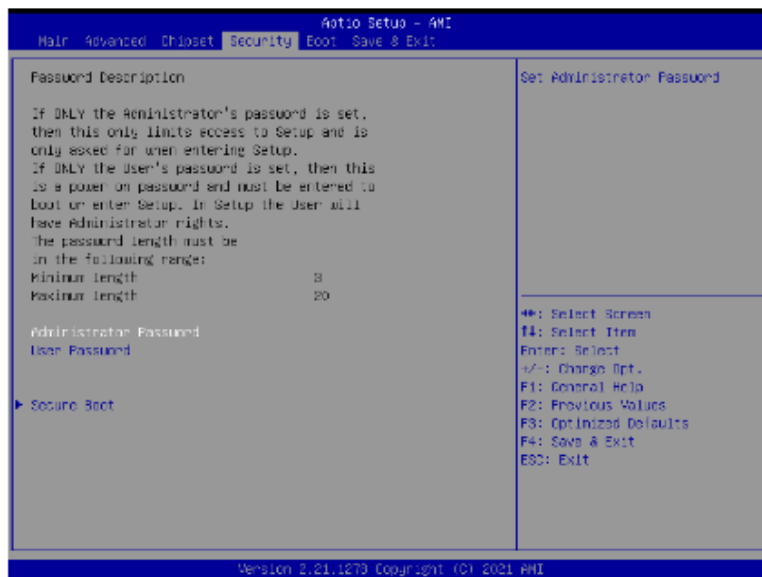 Aptio Setup - AMI
Main Advanced Chipset Security Boot Save & Exit
Password Description
If ONLY the Administrator's password is set,
then this only limits access to Setup and is
only asked for when entering Setup.
If ONLY the User's password is set, then this
is a power on password and must be entered to
boot or enter Setup. In Setup the User will
have Administrator rights.
The password length must be
in the following range:
Minimum length 3
Maximum length 20
Administrator Password
User Password
Secure Boot
Set Administrator Password
: Select Screen
: Select Item
Enter: Select
+/-: Change Opt.
F1: General Help
F2: Previous Values
F3: Optimized Defaults
F4: Save & Exit
ESC: Exit
Version 2.21.1278 Copyright (C) 2021 AMI